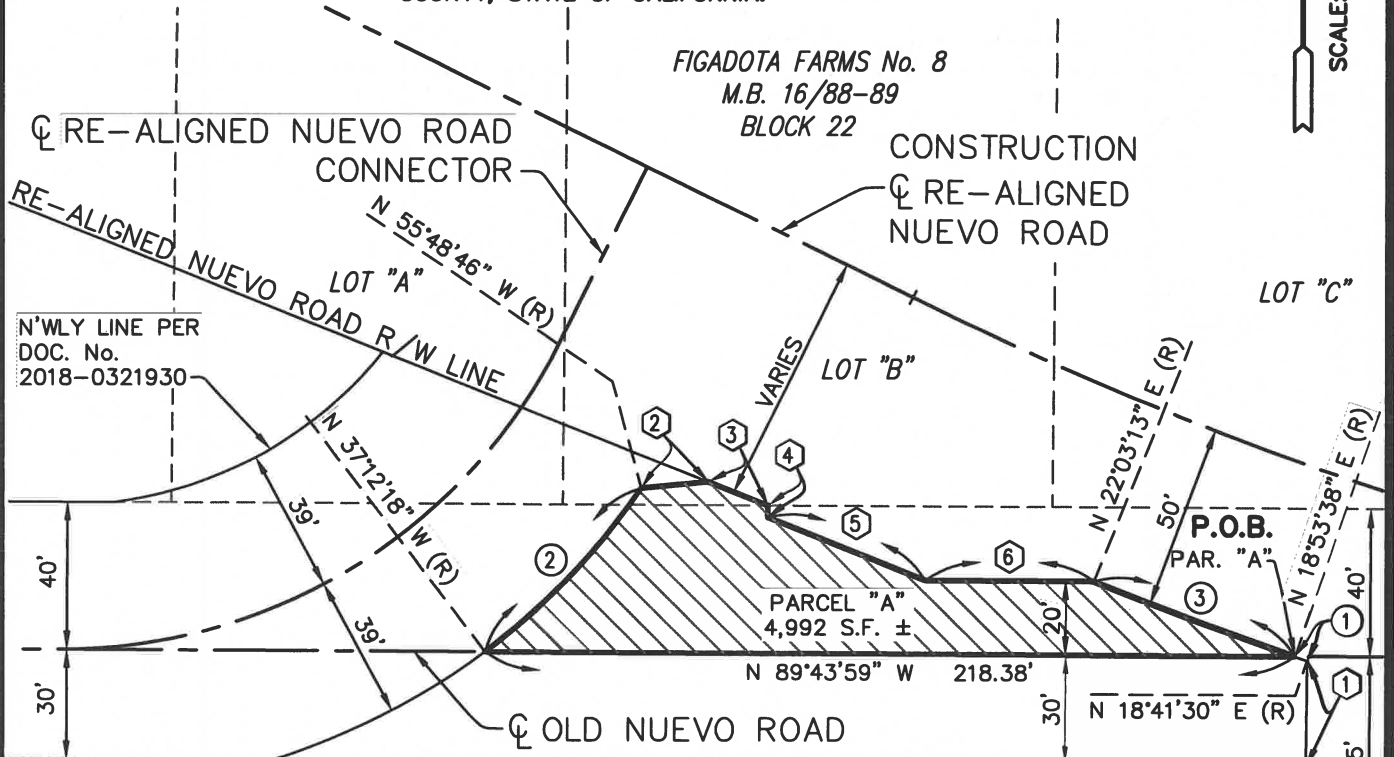 COUNTY, STATE OF CALIFORNIA.
SCALE:
FIGADOTA FARMS No. 8
M.B. 16/88-89
BLOCK 22
℄ RE-ALIGNED NUEVO ROAD
CONNECTOR
CONSTRUCTION
℄ RE-ALIGNED
NUEVO ROAD
RE-ALIGNED NUEVO ROAD R/W LINE
N 55°48'46" W (R)
LOT "A"
LOT "C"
N'WLY LINE PER
DOC. No.
2018-0321930
VARIES
LOT "B"
N 22°03'13" E (R)
N 18°53'38" E (R)
N 37°12'18" W (R)
2
3
4
5
6
39'
39'
40'
30'
2
50'
P.O.B.
PAR. "A"
3
40'
1
1
PARCEL "A"
4,992 S.F. ±
20'
N 89°43'59" W 218.38'
30'
N 18°41'30" E (R)
℄ OLD NUEVO ROAD